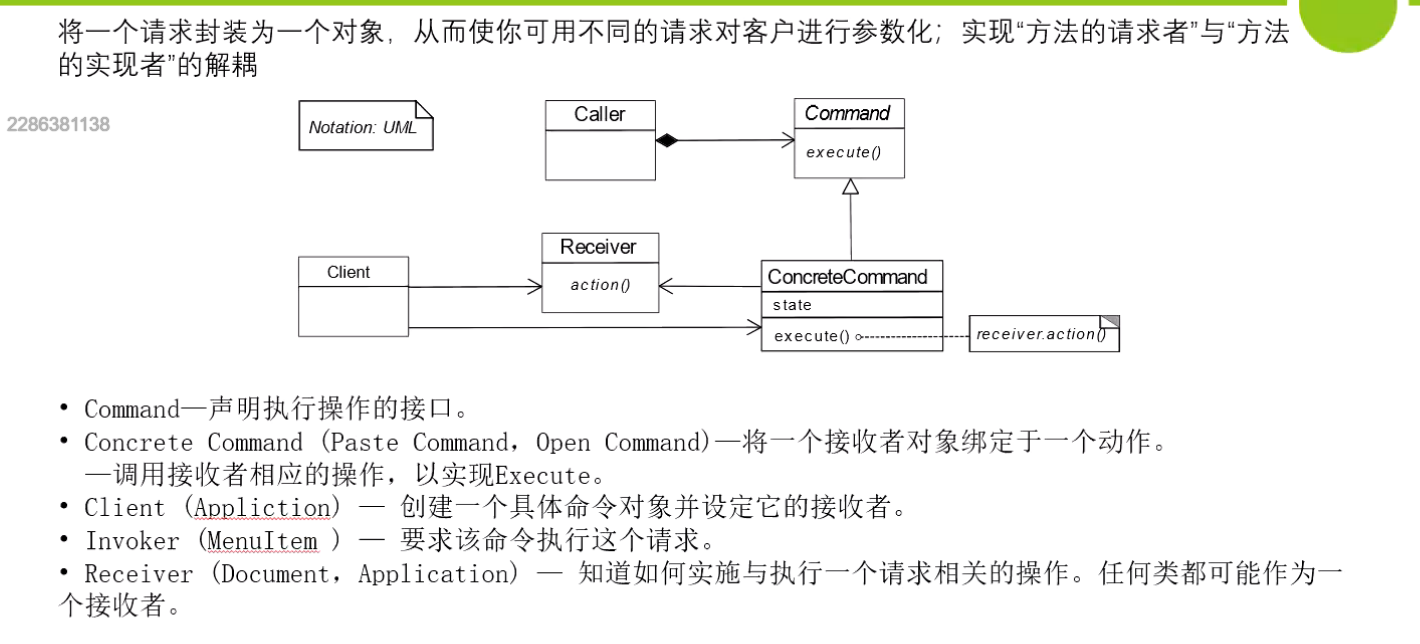 将一个请求封装为一个对象，从而使你可用不同的请求对客户进行参数化；实现“方法的请求者”与“方法
的实现者”的解耦
2286381138
Notation: UML
Caller
Command
execute()
Receiver
action()
Client
ConcreteCommand
state
execute()
receiver.action()
• Command—声明执行操作的接口。
• Concrete Command (Paste Command，Open Command)—将一个接收者对象绑定于一个动作。
—调用接收者相应的操作，以实现Execute。
• Client (Appliction) — 创建一个具体命令对象并设定它的接收者。
• Invoker (MenuItem ) — 要求该命令执行这个请求。
• Receiver (Document，Application) — 知道如何实施与执行一个请求相关的操作。任何类都可能作为一
个接收者。